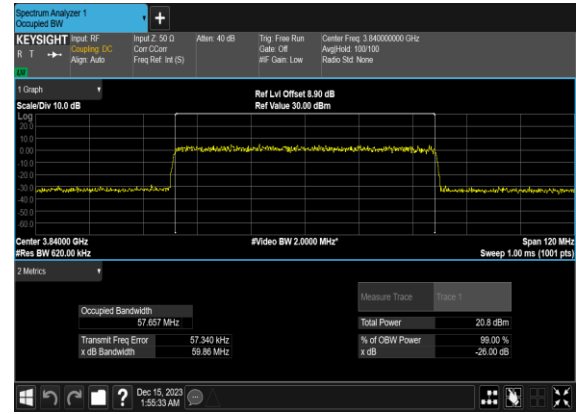 Spectrum Analyzer 1
Occupied BW
+
KEYSIGHT Input: RF Input Z: 50 Ω Atten: 40 dB Trig: Free Run Center Freq: 3.840000000 GHz
R T Coupling: DC Corr CCorr Gate: Off Avg|Hold: 100/100
Align: Auto Freq Ref: Int (S) #IF Gain: Low Radio Std: None
LW
1 Graph
Ref Lvl Offset 8.90 dB
Scale/Div 10.0 dB Ref Value 30.00 dBm
Log
20.0
10.0
0.00
-10.0
-20.0
-30.0
-40.0
-50.0
-60.0
Center 3.84000 GHz #Video BW 2.0000 MHz* Span 120 MHz
#Res BW 620.00 kHz Sweep 1.00 ms (1001 pts)
2 Metrics
Measure Trace Trace 1
Occupied Bandwidth
57.657 MHz
Total Power 20.8 dBm
Transmit Freq Error 57.340 kHz % of OBW Power 99.00 %
x dB Bandwidth 59.86 MHz x dB -26.00 dB
? Dec 15, 2023
1:55:33 AM